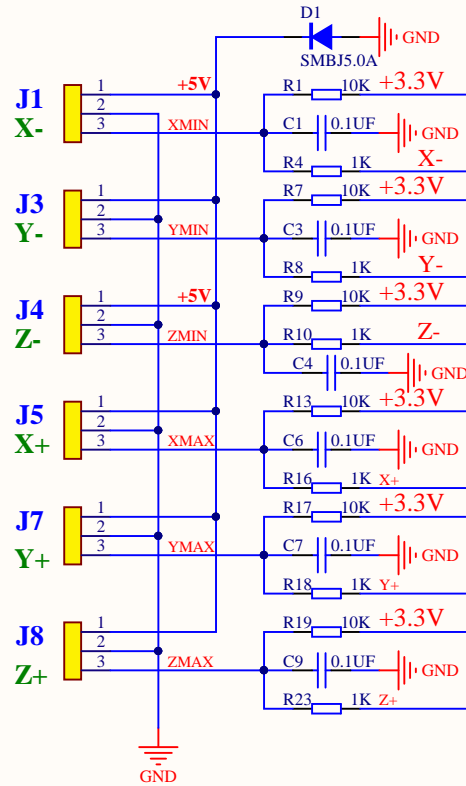 D1
GND
SMBJ5.0A
J1
X-
1
2
3
+5V
XMIN
R1 10K +3.3V
C1 0.1UF GND
R4 1K X-
J3
Y-
1
2
3
YMIN
R7 10K +3.3V
C3 0.1UF GND
R8 1K Y-
J4
Z-
1
2
3
+5V
ZMIN
R9 10K +3.3V
R10 1K Z-
C4 0.1UF GND
J5
X+
1
2
3
XMAX
R13 10K +3.3V
C6 0.1UF GND
R16 1K X+
J7
Y+
1
2
3
YMAX
R17 10K +3.3V
C7 0.1UF GND
R18 1K Y+
J8
Z+
1
2
3
ZMAX
R19 10K +3.3V
C9 0.1UF GND
R23 1K Z+
GND